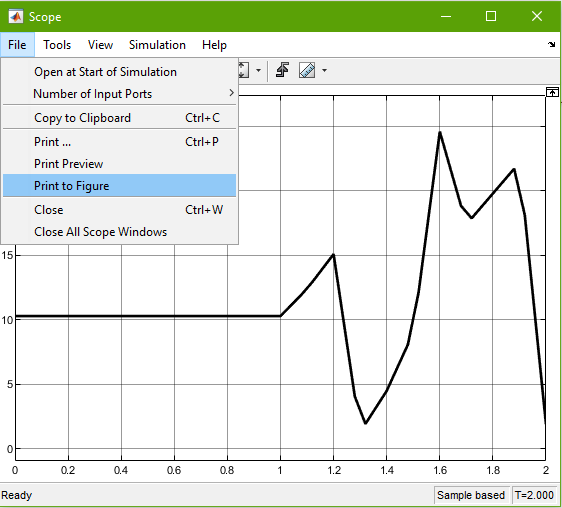 Scope
File Tools View Simulation Help
Open at Start of Simulation
Number of Input Ports
Copy to Clipboard Ctrl+C
Print ... Ctrl+P
Print Preview
Print to Figure
Close Ctrl+W
Close All Scope Windows
15
10
5
0
0 0.2 0.4 0.6 0.8 1 1.2 1.4 1.6 1.8 2
Ready Sample based T=2.000